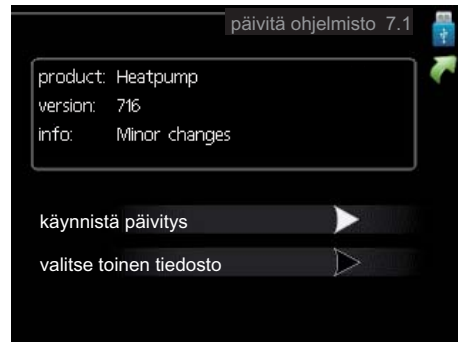 päivitä ohjelmisto 7.1
product: Heatpump
version: 716
info: Minor changes
käynnistä päivitys
valitse toinen tiedosto